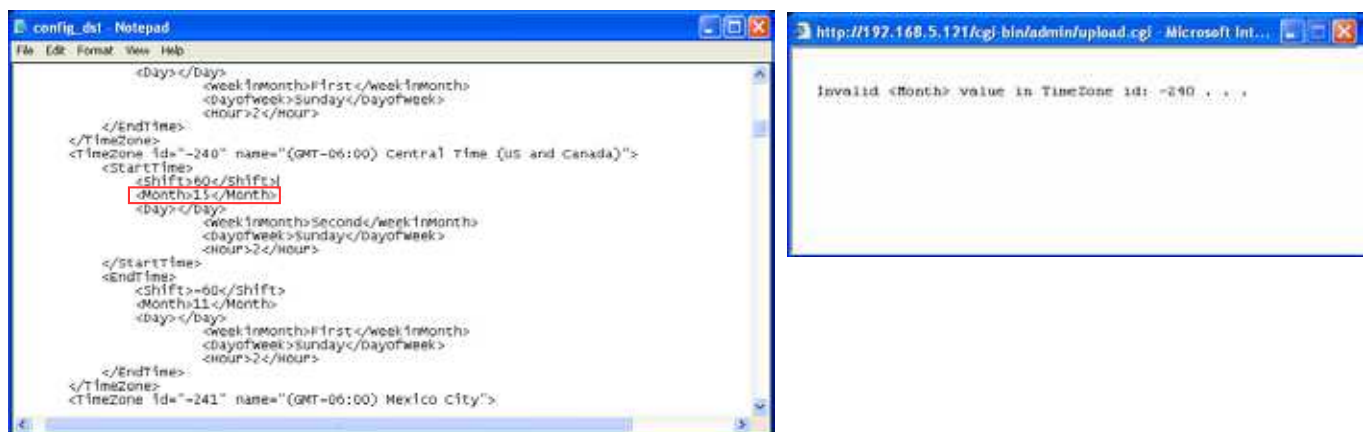 config_dst - Notepad
File Edit Format View Help
<Day></Day>
<WeekInMonth>First</WeekInMonth>
<DayofWeek>Sunday</DayofWeek>
<Hour>2</Hour>
</EndTime>
</TimeZone>
<TimeZone id="-240" name="(GMT-06:00) Central Time (US and Canada)">
<StartTime>
<Shift>60</Shift>
<Month>15</Month>
<Day></Day>
<WeekInMonth>Second</WeekInMonth>
<DayofWeek>Sunday</DayofWeek>
<Hour>2</Hour>
</StartTime>
<EndTime>
<Shift>-60</Shift>
<Month>11</Month>
<Day></Day>
<WeekInMonth>First</WeekInMonth>
<DayofWeek>Sunday</DayofWeek>
<Hour>2</Hour>
</EndTime>
</TimeZone>
<TimeZone id="-241" name="(GMT-06:00) Mexico City">
http://192.168.5.121/cgi-bin/admin/upload.cgi - Microsoft Int...
Invalid <Month> value in TimeZone id: -240 . . .